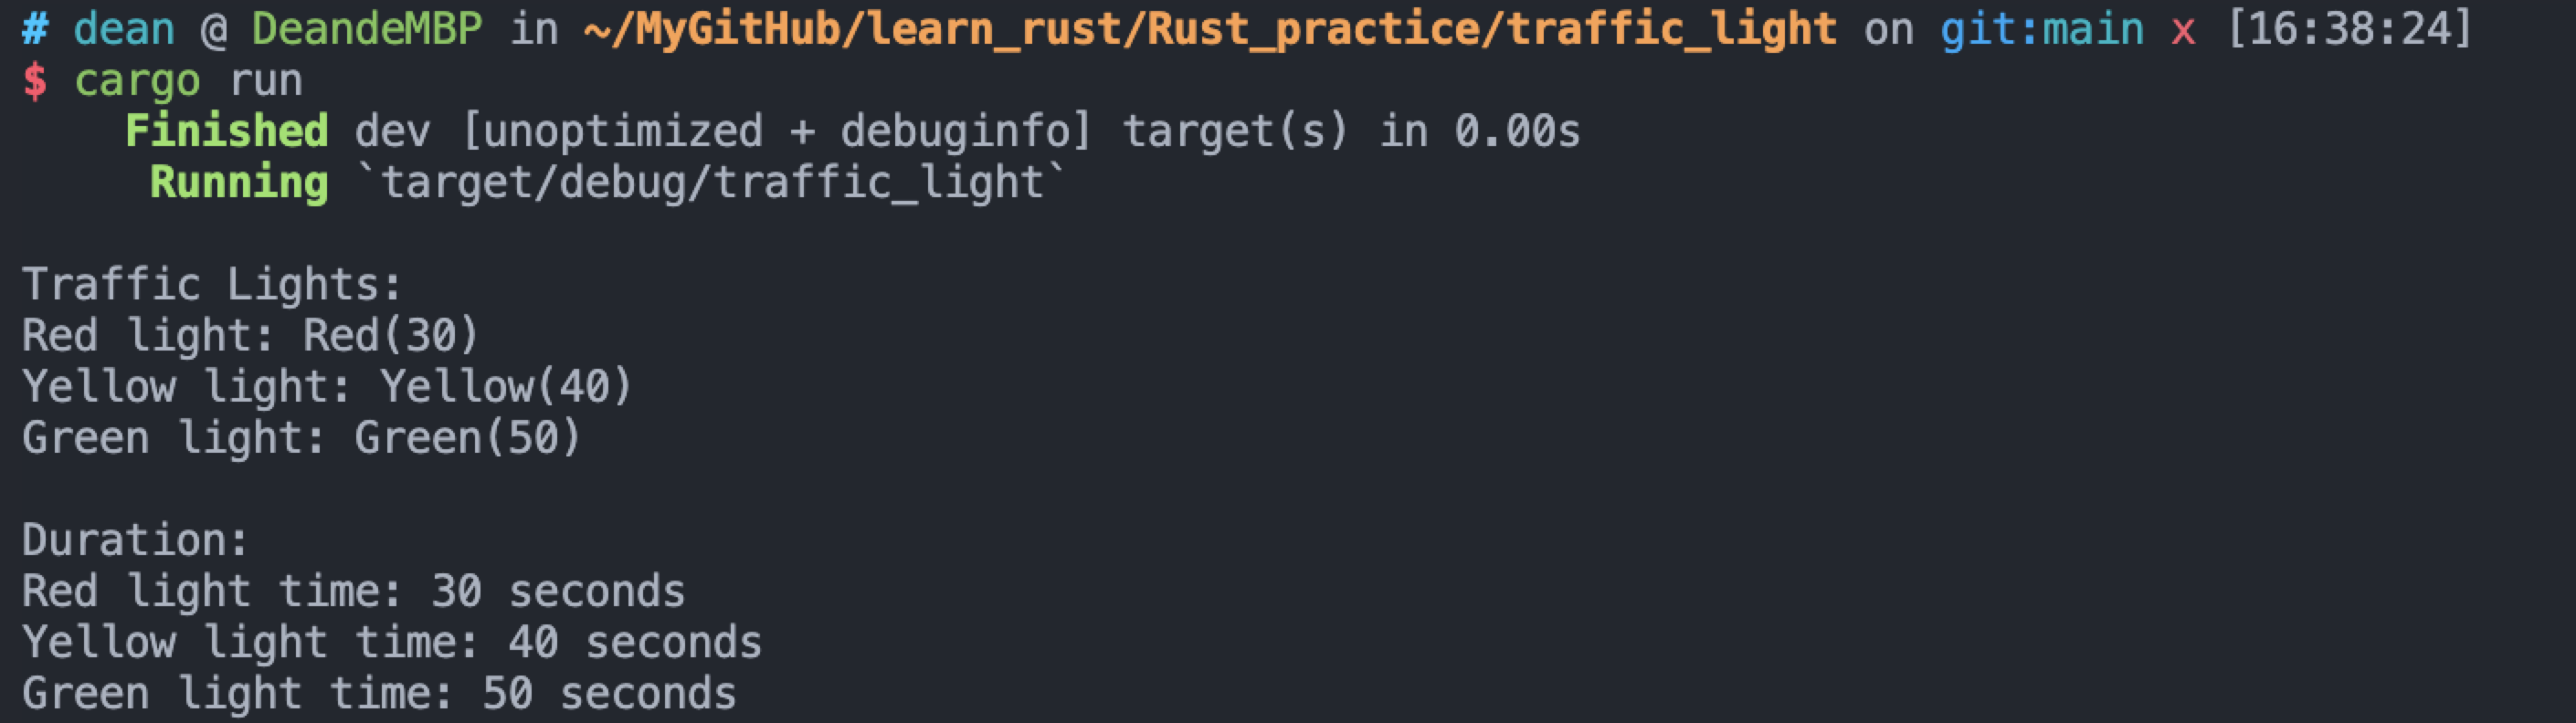 # dean @ DeandeMBP in ~/MyGitHub/learn_rust/Rust_practice/traffic_light on git:main x [16:38:24]
$ cargo run
    Finished dev [unoptimized + debuginfo] target(s) in 0.00s
     Running `target/debug/traffic_light`
Traffic Lights:
Red light: Red(30)
Yellow light: Yellow(40)
Green light: Green(50)
Duration:
Red light time: 30 seconds
Yellow light time: 40 seconds
Green light time: 50 seconds